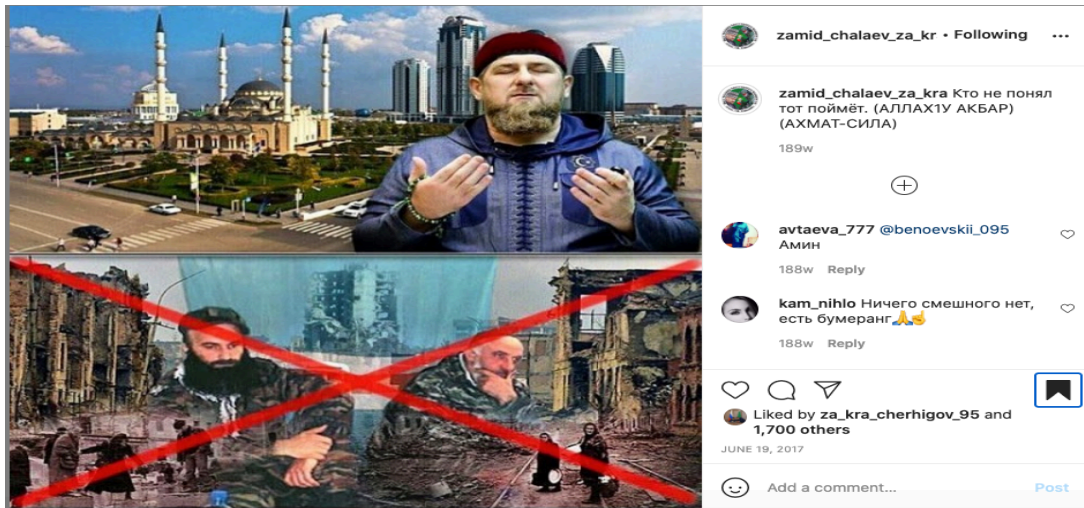 zamid_chalaev_za_kr • Following
zamid_chalaev_za_kra Кто не понял
тот поймёт. (АЛЛАХ1У АКБАР)
(АХМАТ-СИЛА)
189w
avtaeva_777 @benoevskii_095
Амин
188w Reply
kam_nihlo Ничего смешного нет,
есть бумеранг🙏☝
188w Reply
Liked by za_kra_cherhigov_95 and
1,700 others
JUNE 19, 2017
Add a comment... Post